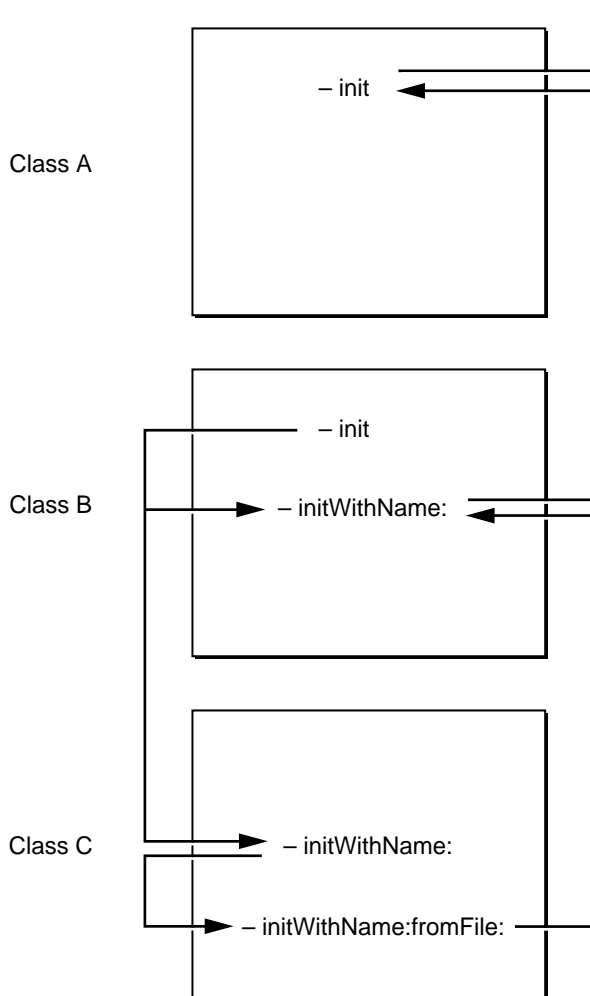 – init
Class A
– init
Class B
– initWithName:
Class C
– initWithName:
– initWithName:fromFile: